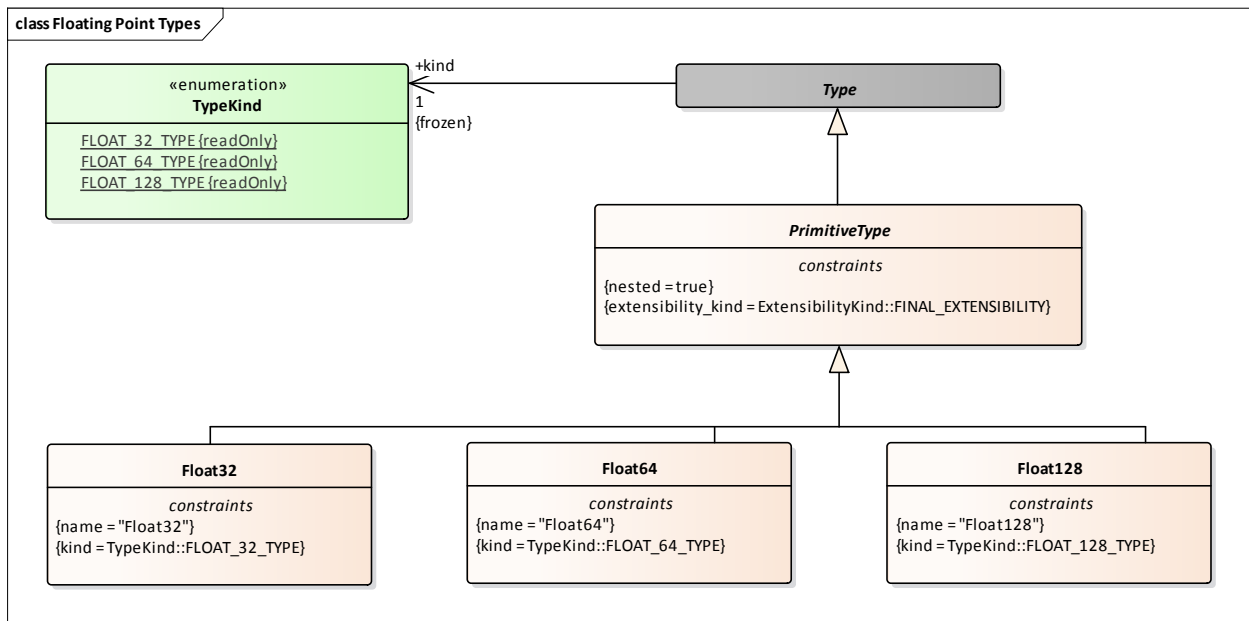 class Floating Point Types
«enumeration»
TypeKind
FLOAT_32_TYPE {readOnly}
FLOAT_64_TYPE {readOnly}
FLOAT_128_TYPE {readOnly}
+kind
1
{frozen}
Type
PrimitiveType
constraints
{nested = true}
{extensibility_kind = ExtensibilityKind::FINAL_EXTENSIBILITY}
Float32
constraints
{name = "Float32"}
{kind = TypeKind::FLOAT_32_TYPE}
Float64
constraints
{name = "Float64"}
{kind = TypeKind::FLOAT_64_TYPE}
Float128
constraints
{name = "Float128"}
{kind = TypeKind::FLOAT_128_TYPE}